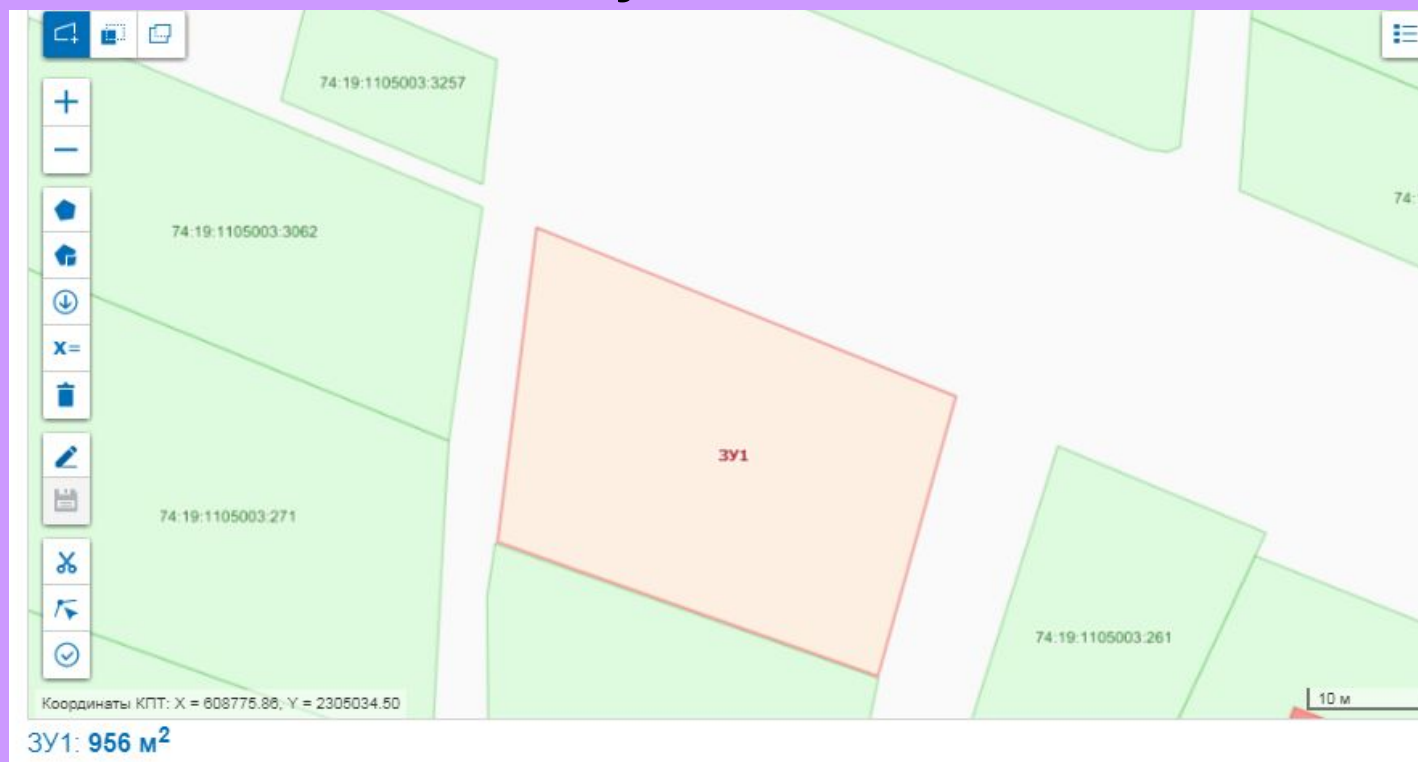 74:19:1105003:3257
74:
74:19:1105003:3062
X=
ЗУ1
74:19:1105003:271
74:19:1105003:261
Координаты КПТ: X = 608775.86, Y = 2305034.50
10 м
ЗУ1: 956 м²